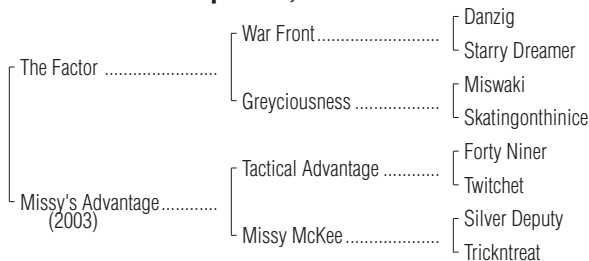 Danzig
War Front
Starry Dreamer
The Factor
Miswaki
Greyciousness
Skatingonthinice
Forty Niner
Tactical Advantage
Twitchet
Missy's Advantage
(2003)
Silver Deputy
Missy McKee
Trickntreat